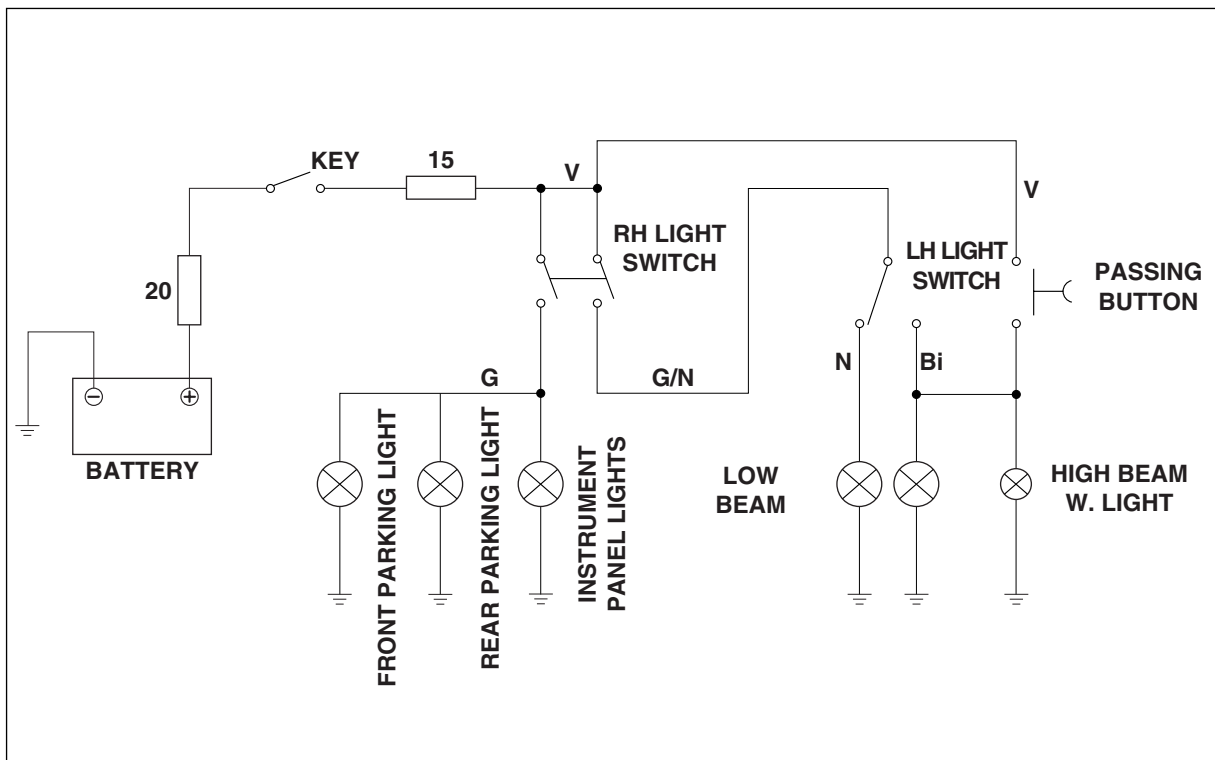 KEY
15
V
V
RH LIGHT
SWITCH
LH LIGHT
SWITCH
PASSING
BUTTON
20
−
+
BATTERY
G
G/N
N
Bi
FRONT PARKING LIGHT
REAR PARKING LIGHT
INSTRUMENT
PANEL LIGHTS
LOW
BEAM
HIGH BEAM
W. LIGHT